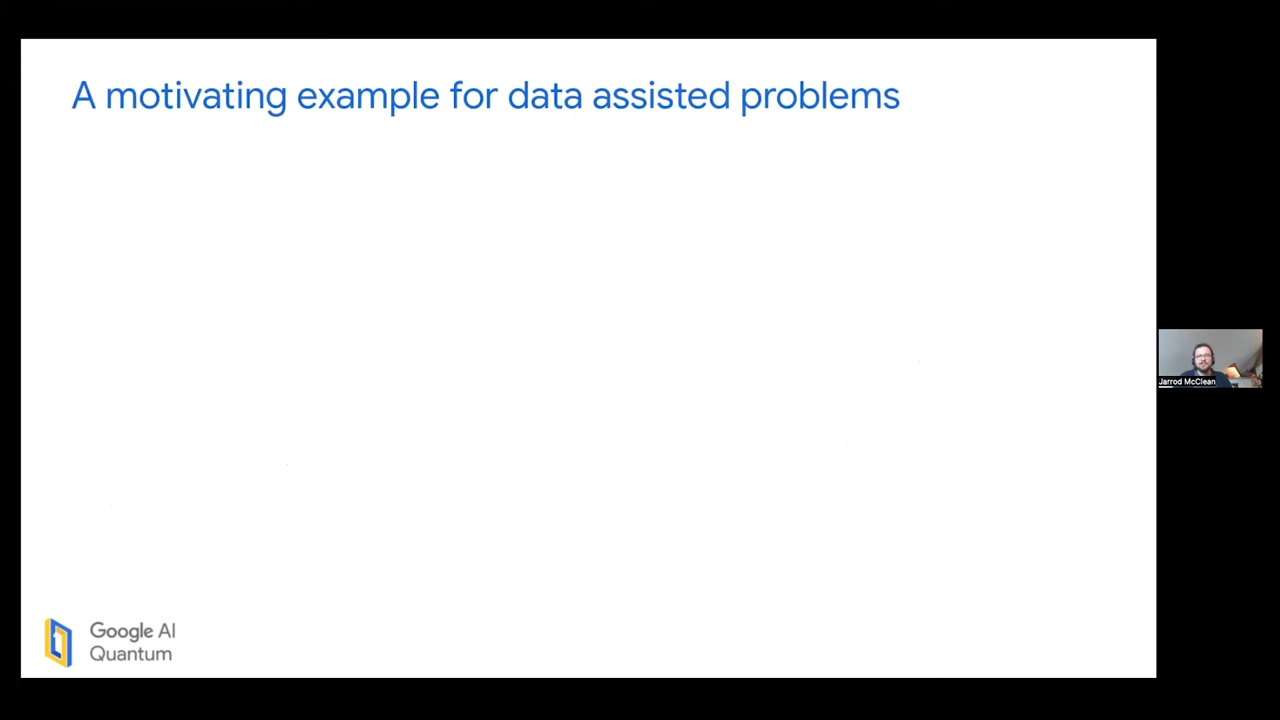 A motivating example for data assisted problems
Jarrod McClean
Google AI
Quantum